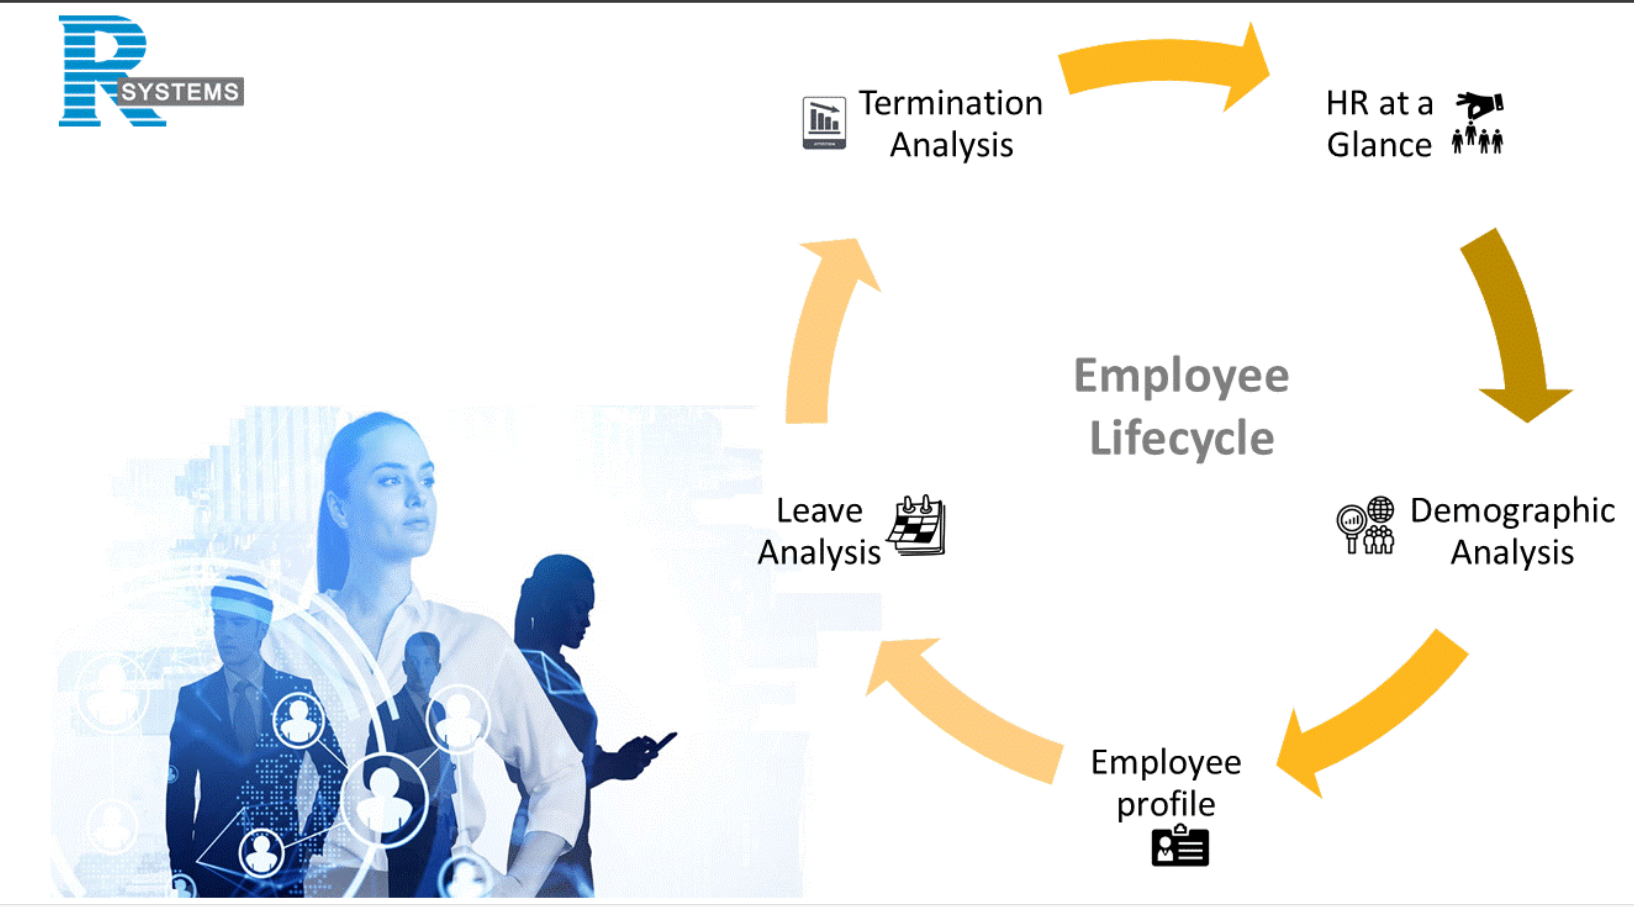 R
SYSTEMS
Termination
Analysis
HR at a
Glance
Employee
Lifecycle
Leave
Analysis
Demographic
Analysis
Employee
profile